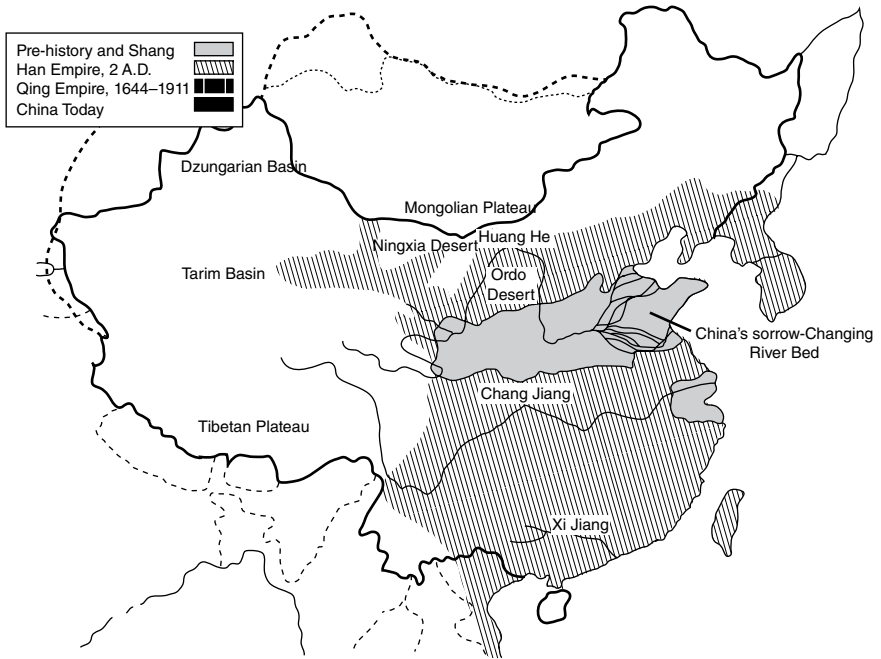 Pre-history and Shang
Han Empire, 2 A.D.
Qing Empire, 1644–1911
China Today
Dzungarian Basin
Mongolian Plateau
Ningxia Desert
Huang He
Tarim Basin
Ordo
Desert
China's sorrow-Changing
River Bed
Chang Jiang
Tibetan Plateau
Xi Jiang